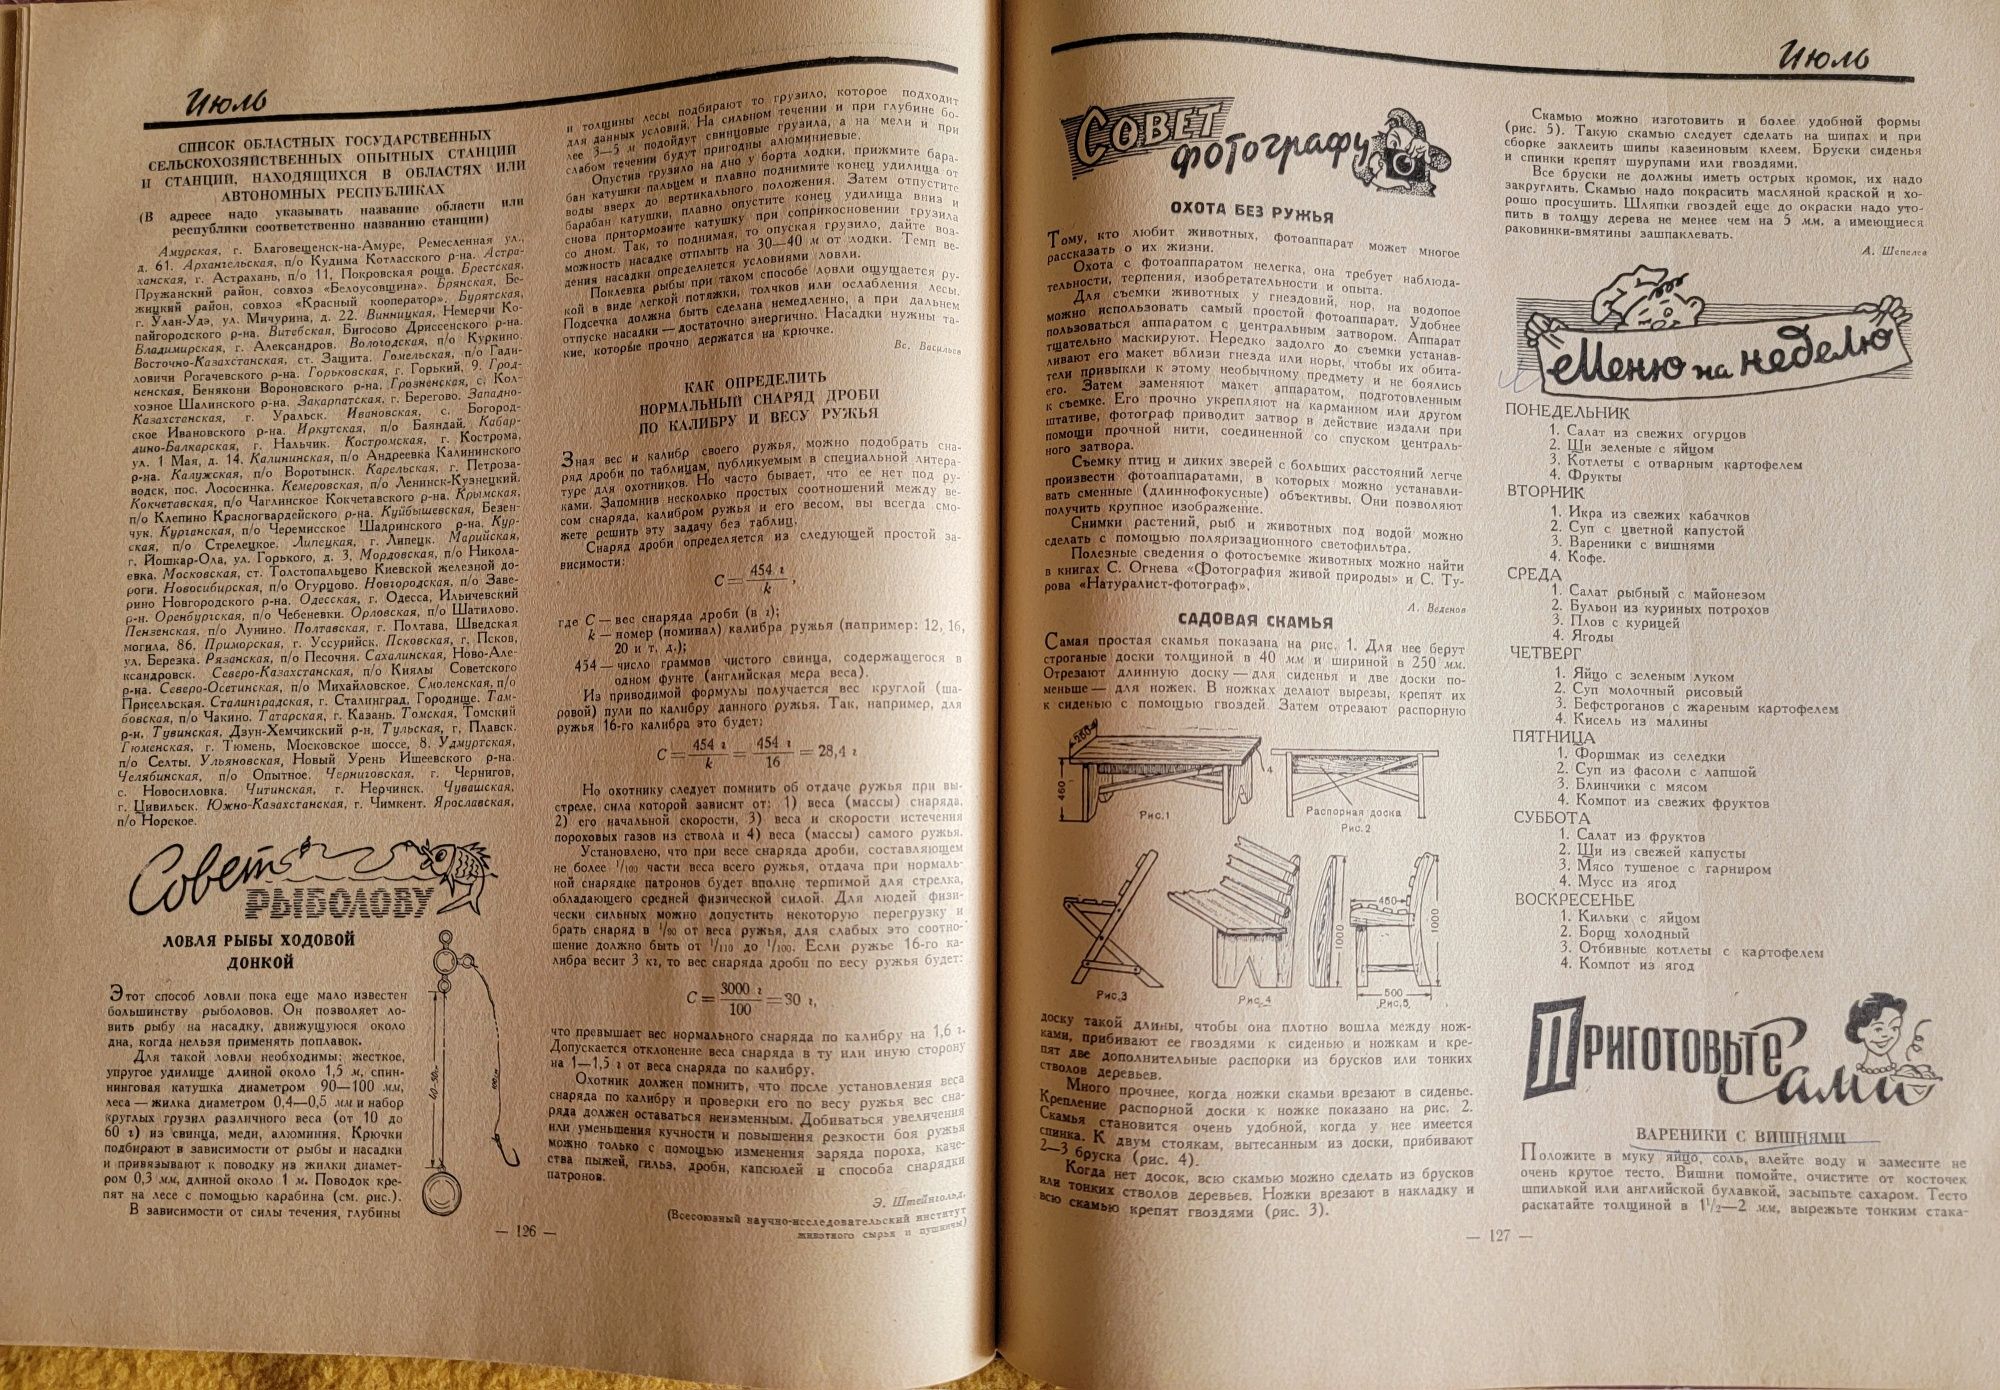 Июль
СПИСОК ОБЛАСТНЫХ ГОСУДАРСТВЕННЫХ
СЕЛЬСКОХОЗЯЙСТВЕННЫХ ОПЫТНЫХ СТАНЦИЙ
И СТАНЦИЙ, НАХОДЯЩИХСЯ В ОБЛАСТЯХ ИЛИ
АВТОНОМНЫХ РЕСПУБЛИКАХ
(В адресе надо указывать название области или
республики соответственно названию станции)
Амурская, г. Благовещенск-на-Амуре, Ремесленная ул.,
д. 61. Архангельская, п/о Кудима Котласского р-на. Астра-
ханская, г. Астрахань, п/о 11, Покровская роща. Брестская,
Пружанский район, совхоз «Белоусовщина». Брянская, Бе-
жицкий район, совхоз «Красный кооператор». Бурятская,
г. Улан-Удэ, ул. Мичурина, д. 22. Винницкая, Немерчи Ко-
пайгородского р-на. Витебская, Бигосово Дриссенского р-на.
Владимирская, г. Александров. Вологодская, п/о Куркино.
Восточно-Казахстанская, ст. Защита. Гомельская, п/о Гади-
ловичи Рогачевского р-на. Горьковская, г. Горький, 9. Грод-
ненская, Бенякони Вороновского р-на. Грозненская, с. Кол-
хозное Шалинского р-на. Закарпатская, г. Берегово. Западно-
Казахстанская, г. Уральск. Ивановская, с. Богород-
ское Ивановского р-на. Иркутская, п/о Баяндай. Кабар-
дино-Балкарская, г. Нальчик. Костромская, г. Кострома,
ул. 1 Мая, д. 14. Калининская, п/о Андреевка Калининского
р-на. Калужская, п/о Воротынск. Карельская, г. Петроза-
водск, пос. Лососинка. Кемеровская, п/о Ленинск-Кузнецкий.
Кокчетавская, п/о Чаглинское Кокчетавского р-на. Крымская,
п/о Клепино Красногвардейского р-на. Куйбышевская, Безен-
чук. Курганская, п/о Черемисское Шадринского р-на. Кур-
ская, п/о Стрелецкое. Липецкая, г. Липецк. Марийская,
г. Йошкар-Ола, ул. Горького, д. 3. Мордовская, п/о Никола-
евка. Московская, ст. Толстопальцево Киевской железной до-
роги. Новосибирская, п/о Огурцово. Новгородская, п/о Заве-
рино Новгородского р-на. Одесская, г. Одесса, Ильичевский
р-н. Оренбургская, п/о Чебеневки. Орловская, п/о Шатилово.
Пензенская, п/о Лунино. Полтавская, г. Полтава, Шведская
могила, 86. Приморская, г. Уссурийск. Псковская, г. Псков,
ул. Березка. Рязанская, п/о Песочня. Сахалинская, Ново-Але-
ксандровск. Северо-Казахстанская, п/о Киялы Советского
р-на. Северо-Осетинская, п/о Михайловское. Смоленская, п/о
Присельская. Сталинградская, г. Сталинград, Городище. Там-
бовская, п/о Чакино. Татарская, г. Казань. Томская, Томский
р-н. Тувинская, Дзун-Хемчикский р-н. Тульская, г. Плавск.
Тюменская, г. Тюмень, Московское шоссе, 8. Удмуртская,
п/о Селты. Ульяновская, Новый Урень Ишеевского р-на.
Челябинская, п/о Опытное. Черниговская, г. Чернигов,
с. Новоселовка. Читинская, г. Нерчинск. Чувашская,
г. Цивильск. Южно-Казахстанская, г. Чимкент. Ярославская,
п/о Норское.
Совет
РЫБОЛОВУ
ЛОВЛЯ РЫБЫ ХОДОВОЙ
ДОНКОЙ
Этот способ ловли пока еще мало известен
большинству рыболовов. Он позволяет ло-
вить рыбу на насадку, движущуюся около
дна, когда нельзя применять поплавок.
Для такой ловли необходимы: жесткое,
упругое удилище длиной около 1,5 м, спин-
нинговая катушка диаметром 90—100 мм,
леса — жилка диаметром 0,4—0,5 мм и набор
круглых грузил различного веса (от 10 до
60 г) из свинца, меди, алюминия. Крючки
подбирают в зависимости от рыбы и насадки
и привязывают к поводку из жилки диамет-
ром 0,3 мм, длиной около 1 м. Поводок кре-
пят на лесе с помощью карабина (см. рис.).
В зависимости от силы течения, глубины
и толщины лесы подбирают то грузило, которое подходит
для данных условий. На сильном течении и при глубине бо-
лее 3—5 м подойдут свинцовые грузила, а на мели и при
слабом течении будут пригодны алюминиевые.
Опустив грузило на дно у борта лодки, прижмите бара-
бан катушки пальцем и плавно поднимите конец удилища от
воды вверх до вертикального положения. Затем отпустите
барабан катушки, плавно опустите конец удилища вниз и
снова притормозите катушку при соприкосновении грузила
со дном. Так, то поднимая, то опуская грузило, дайте воз-
можность насадке отплыть на 30—40 м от лодки. Темп ве-
дения насадки определяется условиями ловли.
Поклевка рыбы при таком способе ловли ощущается ру-
кой в виде легкой потяжки, толчков или ослабления лесы.
Подсечка должна быть сделана немедленно, а при дальнем
отпуске насадки — достаточно энергично. Насадки нужны та-
кие, которые прочно держатся на крючке.
Вс. Васильев
КАК ОПРЕДЕЛИТЬ
НОРМАЛЬНЫЙ СНАРЯД ДРОБИ
ПО КАЛИБРУ И ВЕСУ РУЖЬЯ
Зная вес и калибр своего ружья, можно подобрать сна-
ряд дроби по таблицам, публикуемым в специальной литера-
туре для охотников. Но часто бывает, что ее нет под ру-
ками. Запомнив несколько простых соотношений между ве-
сом снаряда, калибром ружья и его весом, вы всегда смо-
жете решить эту задачу без таблиц.
Снаряд дроби определяется из следующей простой за-
висимости:
C = 454 г / k,
где C — вес снаряда дроби (в г);
k — номер (номинал) калибра ружья (например: 12, 16,
20 и т. д.);
454 — число граммов чистого свинца, содержащегося в
одном фунте (английская мера веса).
Из приводимой формулы получается вес круглой (ша-
ровой) пули по калибру данного ружья. Так, например, для
ружья 16-го калибра это будет:
C = 454 г / k = 454 г / 16 = 28,4 г
Но охотнику следует помнить об отдаче ружья при вы-
стреле, сила которой зависит от: 1) веса (массы) снаряда,
2) его начальной скорости, 3) веса и скорости истечения
пороховых газов из ствола и 4) веса (массы) самого ружья.
Установлено, что при весе снаряда дроби, составляющем
не более 1/100 части веса всего ружья, отдача при нормаль-
ной снарядке патронов будет вполне терпимой для стрелка,
обладающего средней физической силой. Для людей физи-
чески сильных можно допустить некоторую перегрузку и
брать снаряд в 1/90 от веса ружья, для слабых это соотно-
шение должно быть от 1/110 до 1/100. Если ружье 16-го ка-
либра весит 3 кг, то вес снаряда дроби по весу ружья будет:
C = 3000 г / 100 = 30 г,
что превышает вес нормального снаряда по калибру на 1,6 г.
Допускается отклонение веса снаряда в ту или иную сторону
на 1—1,5 г от веса снаряда по калибру.
Охотник должен помнить, что после установления веса
снаряда по калибру и проверки его по весу ружья вес сна-
ряда должен оставаться неизменным. Добиваться увеличения
или уменьшения кучности и повышения резкости боя ружья
можно только с помощью изменения заряда пороха, каче-
ства пыжей, гильз, дроби, капсюлей и способа снарядки
патронов.
Э. Штейнгольд,
(Всесоюзный научно-исследовательский институт
животного сырья и пушнины)
— 126 —
Июль
Совет
фотографу
ОХОТА БЕЗ РУЖЬЯ
Тому, кто любит животных, фотоаппарат может многое
рассказать о их жизни.
Охота с фотоаппаратом нелегка, она требует наблюда-
тельности, терпения, изобретательности и опыта.
Для съемки животных у гнездовий, нор, на водопое
можно использовать самый простой фотоаппарат. Удобнее
пользоваться аппаратом с центральным затвором. Аппарат
тщательно маскируют. Нередко задолго до съемки устанав-
ливают его макет вблизи гнезда или норы, чтобы их обита-
тели привыкли к этому необычному предмету и не боялись
его. Затем заменяют макет аппаратом, подготовленным
к съемке. Его прочно укрепляют на карманном или другом
штативе, фотограф приводит затвор в действие издали при
помощи прочной нити, соединенной со спуском централь-
ного затвора.
Съемку птиц и диких зверей с больших расстояний легче
произвести фотоаппаратами, в которых можно устанавли-
вать сменные (длиннофокусные) объективы. Они позволяют
получить крупное изображение.
Снимки растений, рыб и животных под водой можно
сделать с помощью поляризационного светофильтра.
Полезные сведения о фотосъемке животных можно найти
в книгах С. Огнева «Фотография живой природы» и С. Ту-
рова «Натуралист-фотограф».
Л. Веденов
САДОВАЯ СКАМЬЯ
Самая простая скамья показана на рис. 1. Для нее берут
строганые доски толщиной в 40 мм и шириной в 250 мм.
Отрезают длинную доску — для сиденья и две доски по-
меньше — для ножек. В ножках делают вырезы, крепят их
к сиденью с помощью гвоздей. Затем отрезают распорную
250
460
4
Рис.1
Распорная доска
Рис.2
Рис.3
Рис.4
1000
450
1000
500
Рис.5.
доску такой длины, чтобы она плотно вошла между нож-
ками, прибивают ее гвоздями к сиденью и ножкам и кре-
пят две дополнительные распорки из брусков или тонких
стволов деревьев.
Много прочнее, когда ножки скамьи врезают в сиденье.
Крепление распорной доски к ножке показано на рис. 2.
Скамья становится очень удобной, когда у нее имеется
спинка. К двум стоякам, вытесанным из доски, прибивают
2—3 бруска (рис. 4).
Когда нет досок, всю скамью можно сделать из брусков
или тонких стволов деревьев. Ножки врезают в накладку и
всю скамью крепят гвоздями (рис. 3).
Июль
Скамью можно изготовить и более удобной формы
(рис. 5). Такую скамью следует сделать на шипах и при
сборке заклеить шипы казеиновым клеем. Бруски сиденья
и спинки крепят шурупами или гвоздями.
Все бруски не должны иметь острых кромок, их надо
закруглить. Скамью надо покрасить масляной краской и хо-
рошо просушить. Шляпки гвоздей еще до окраски надо уто-
пить в толщу дерева не менее чем на 5 мм, а имеющиеся
раковинки-вмятины зашпаклевать.
А. Шепелев
Меню на неделю
ПОНЕДЕЛЬНИК
1. Салат из свежих огурцов
2. Щи зеленые с яйцом
3. Котлеты с отварным картофелем
4. Фрукты
ВТОРНИК
1. Икра из свежих кабачков
2. Суп с цветной капустой
3. Вареники с вишнями
4. Кофе.
СРЕДА
1. Салат рыбный с майонезом
2. Бульон из куриных потрохов
3. Плов с курицей
4. Ягоды
ЧЕТВЕРГ
1. Яйцо с зеленым луком
2. Суп молочный рисовый
3. Бефстроганов с жареным картофелем
4. Кисель из малины
ПЯТНИЦА
1. Форшмак из селедки
2. Суп из фасоли с лапшой
3. Блинчики с мясом
4. Компот из свежих фруктов
СУББОТА
1. Салат из фруктов
2. Щи из свежей капусты
3. Мясо тушеное с гарниром
4. Мусс из ягод
ВОСКРЕСЕНЬЕ
1. Кильки с яйцом
2. Борщ холодный
3. Отбивные котлеты с картофелем
4. Компот из ягод
Приготовьте
Сами
ВАРЕНИКИ С ВИШНЯМИ
Положите в муку яйцо, соль, влейте воду и замесите не
очень крутое тесто. Вишни помойте, очистите от косточек
шпилькой или английской булавкой, засыпьте сахаром. Тесто
раскатайте толщиной в 1 1/2—2 мм, вырежьте тонким стака-
— 127 —